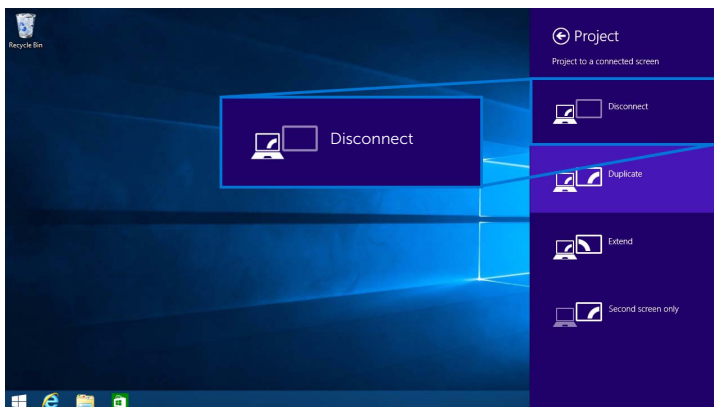 Recycle Bin
Project
Project to a connected screen
Disconnect
Disconnect
Duplicate
Extend
Second screen only